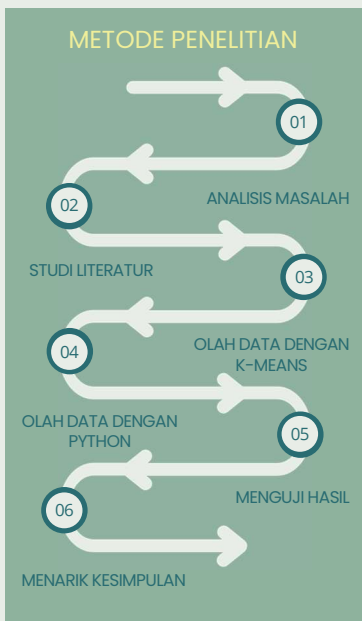 METODE PENELITIAN
01
ANALISIS MASALAH
02
STUDI LITERATUR
03
OLAH DATA DENGAN
K-MEANS
04
OLAH DATA DENGAN
PYTHON
05
MENGUJI HASIL
06
MENARIK KESIMPULAN